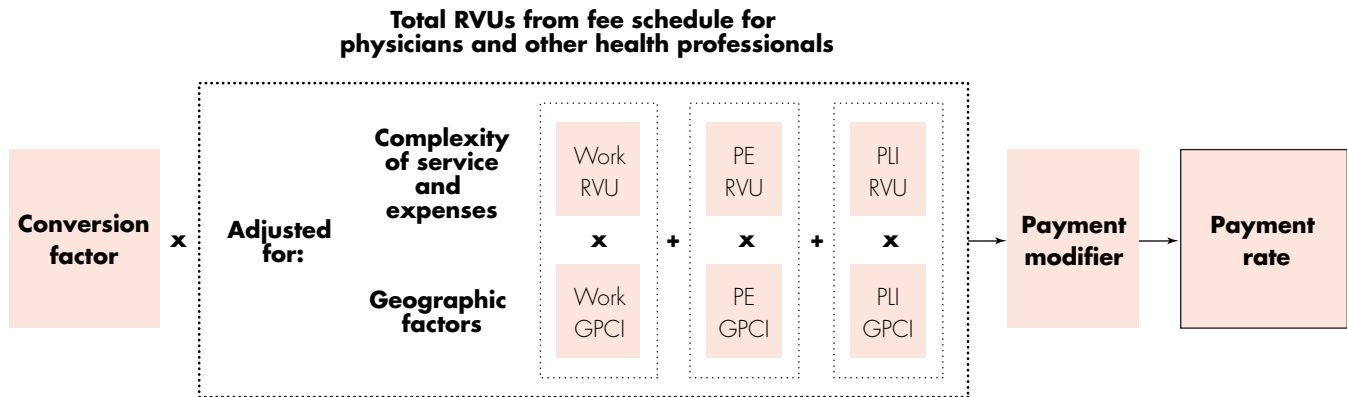 Total RVUs from fee schedule for
physicians and other health professionals
Conversion
factor
x
Adjusted
for:
Complexity
of service
and
expenses
Work
RVU
x
Work
GPCI
+
PE
RVU
x
PE
GPCI
+
PLI
RVU
x
PLI
GPCI
Geographic
factors
Payment
modifier
Payment
rate